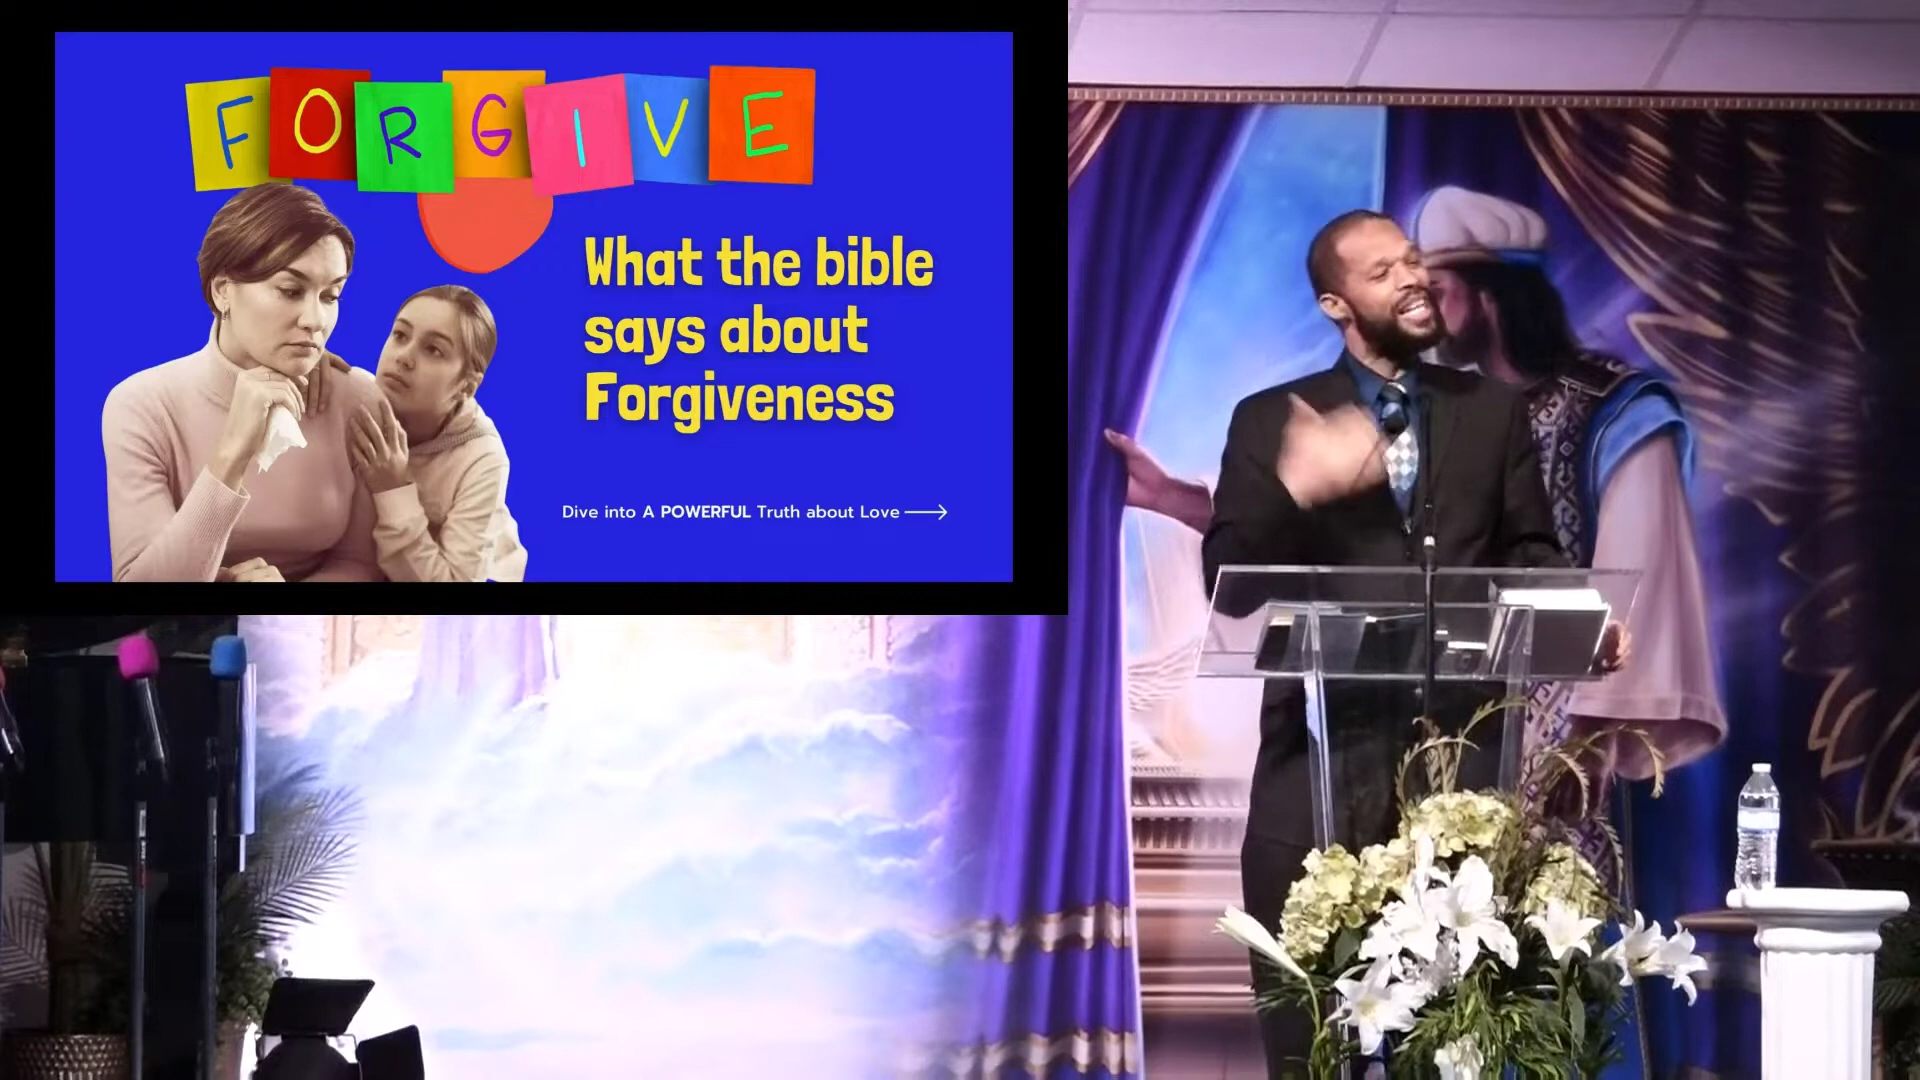 FORGIVE
What the bible
says about
Forgiveness
Dive into A POWERFUL Truth about Love